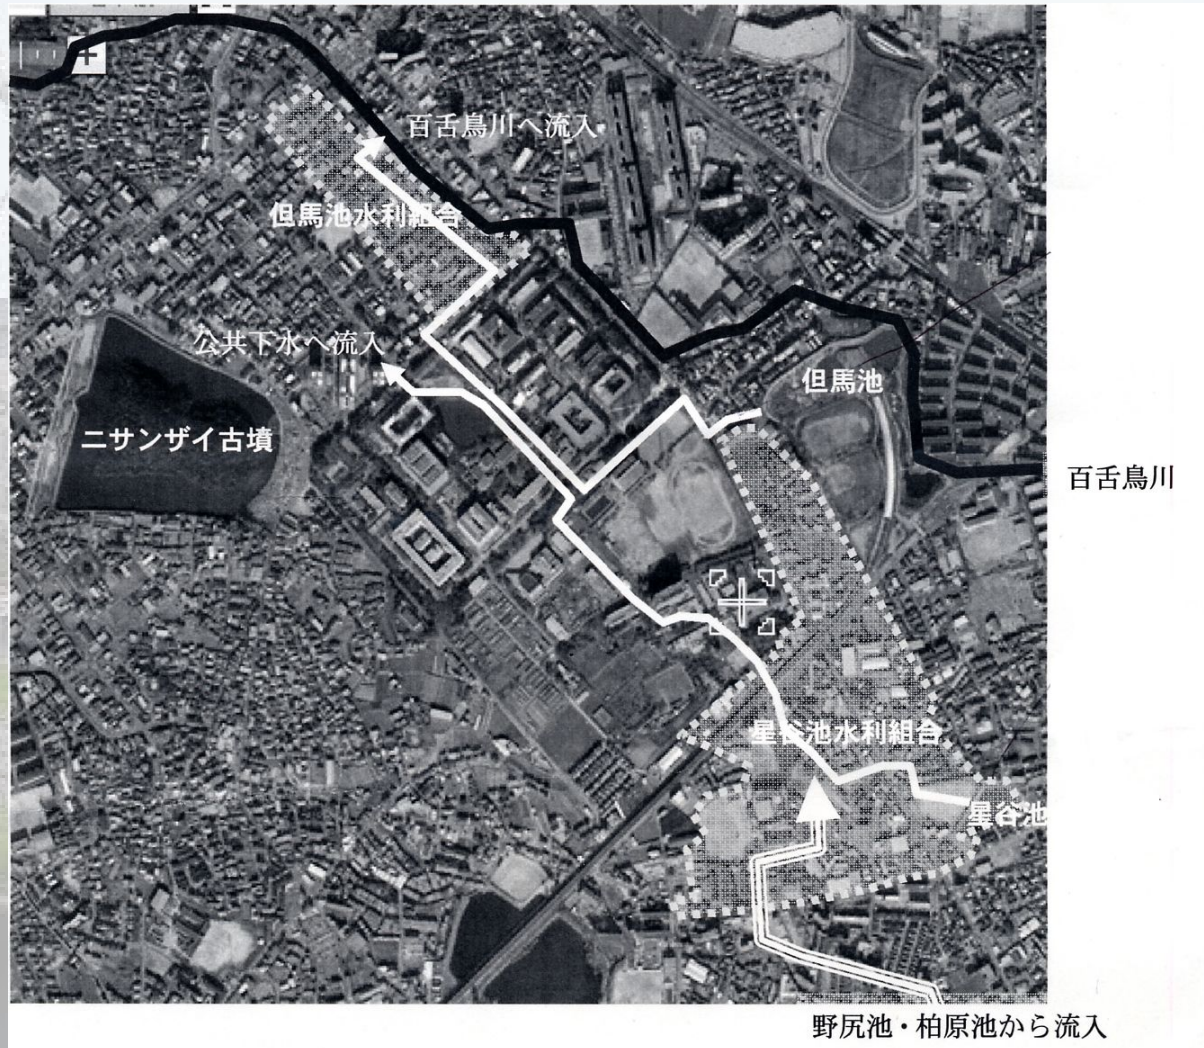 百舌鳥川へ流入
但馬池水利組合
公共下水へ流入
但馬池
ニサンザイ古墳
百舌鳥川
星谷池水利組合
星谷池
野尻池・柏原池から流入